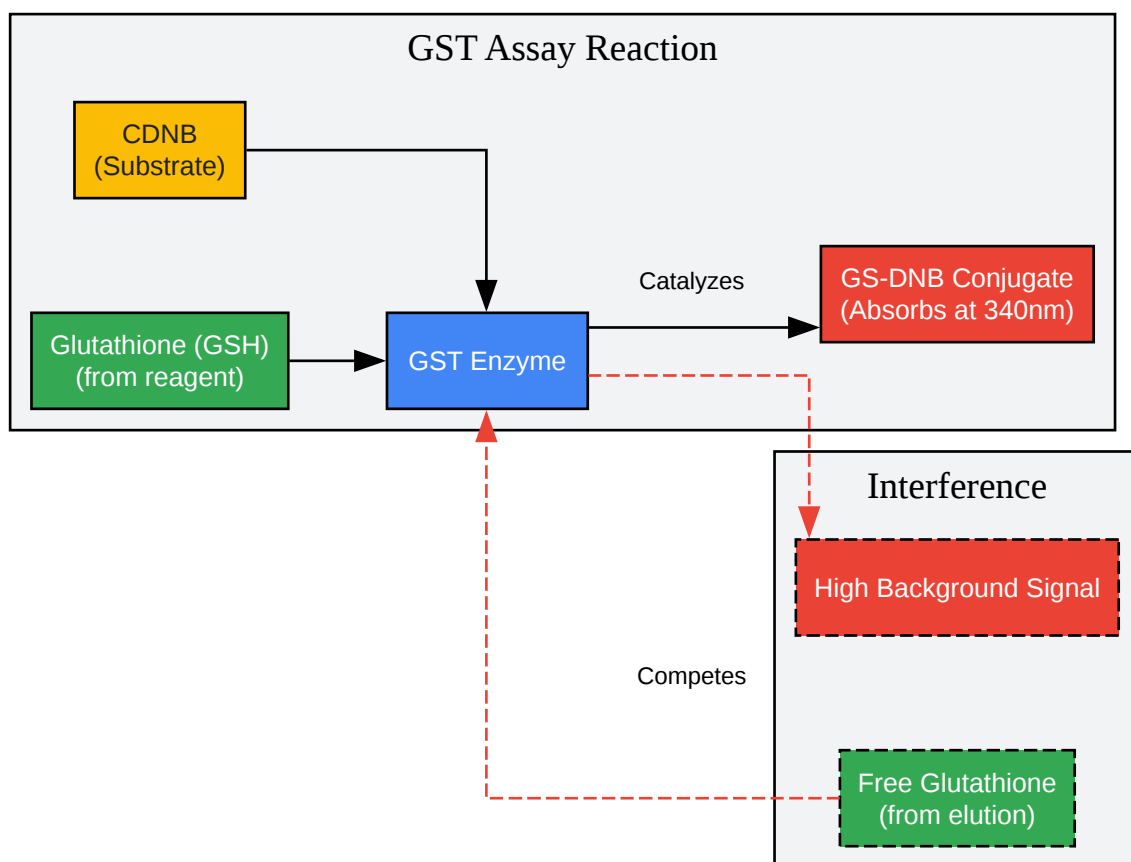 GST Assay Reaction
CDNB
(Substrate)
Glutathione (GSH)
(from reagent)
GST Enzyme
Catalyzes
GS-DNB Conjugate
(Absorbs at 340nm)
Interference
High Background Signal
Competes
Free Glutathione
(from elution)